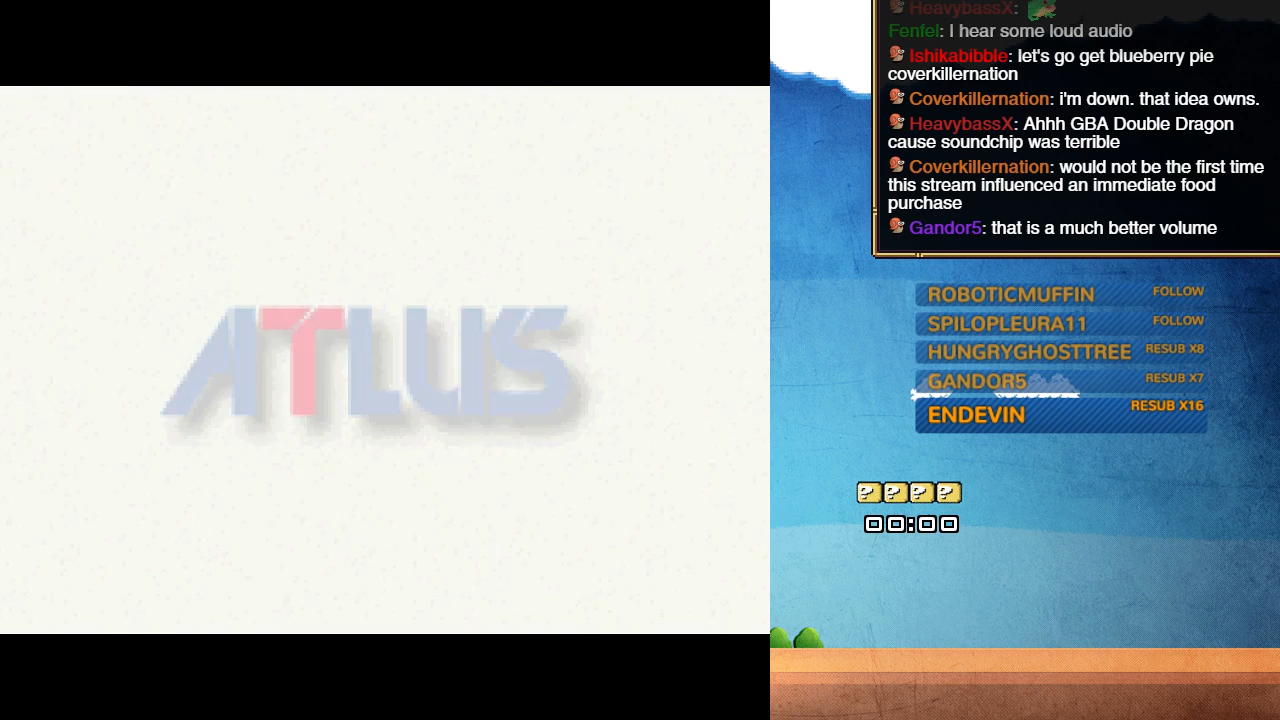 ATLUS
HeavybassX:
Fenfel: I hear some loud audio
Ishikabibble: let's go get blueberry pie
coverkillernation
Coverkillernation: i'm down. that idea owns.
HeavybassX: Ahhh GBA Double Dragon
cause soundchip was terrible
Coverkillernation: would not be the first time
this stream influenced an immediate food
purchase
Gandor5: that is a much better volume
ROBOTICMUFFIN FOLLOW
SPILOPLEURA11 FOLLOW
HUNGRYGHOSTTREE RESUB X8
GANDOR5 RESUB X7
ENDEVIN RESUB X16
? ? ? ?
00:00